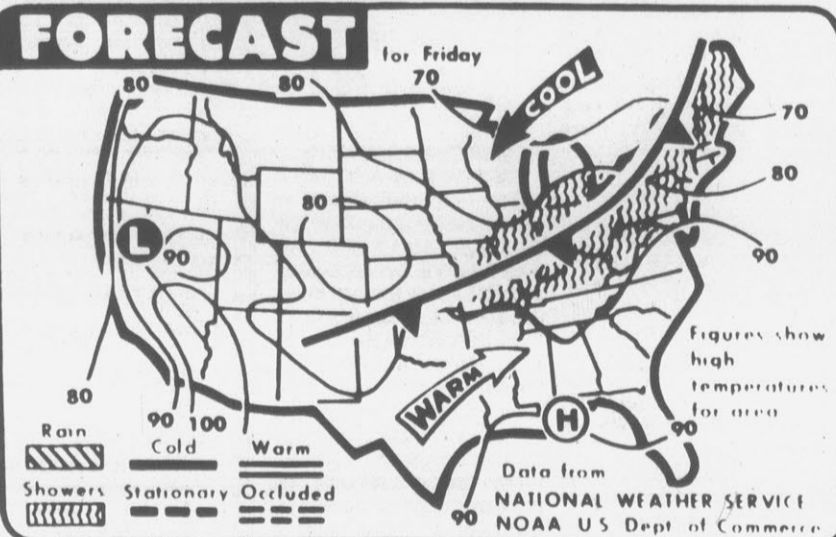 FORECAST
for Friday
80
80
70
COOL
70
80
80
L
90
90
Figures show
high
temperatures
for area
80
WARM
90
100
H
90
Rain
Cold
Warm
Data from
Showers
Stationary
Occluded
90
NATIONAL WEATHER SERVICE
NOAA US Dept of Commerce